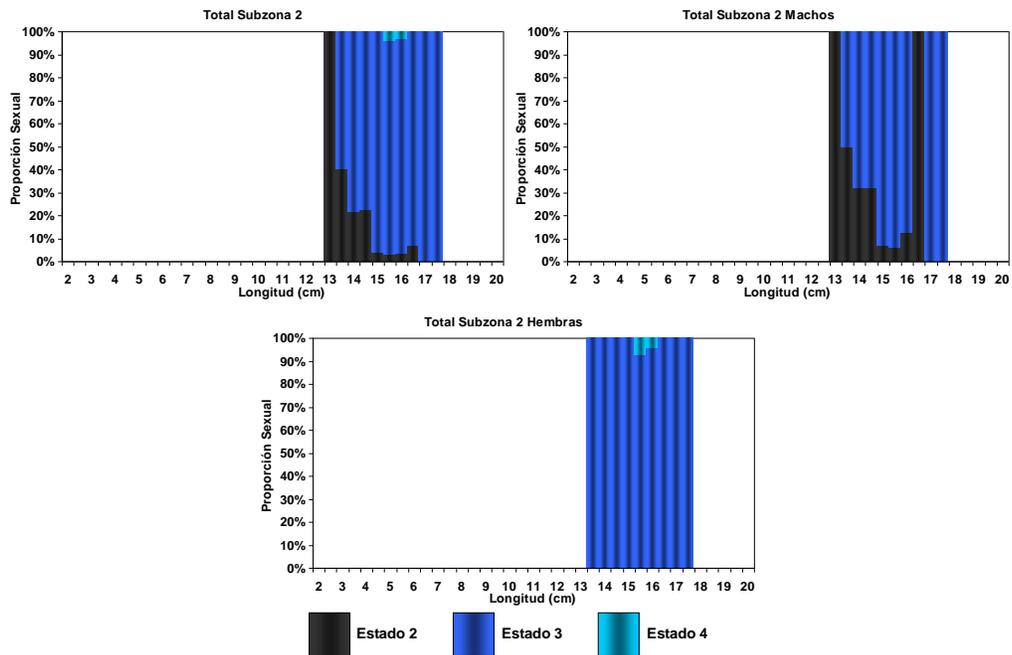 Total Subzona 2
100%
90%
80%
70%
60%
50%
40%
30%
20%
10%
0%
Proporción Sexual
2 3 4 5 6 7 8 9 10 11 12 13 14 15 16 17 18 19 20
Longitud (cm)
Total Subzona 2 Machos
100%
90%
80%
70%
60%
50%
40%
30%
20%
10%
0%
Proporción Sexual
2 3 4 5 6 7 8 9 10 11 12 13 14 15 16 17 18 19 20
Longitud (cm)
Total Subzona 2 Hembras
100%
90%
80%
70%
60%
50%
40%
30%
20%
10%
0%
Proporción Sexual
2 3 4 5 6 7 8 9 10 11 12 13 14 15 16 17 18 19 20
Longitud (cm)
Estado 2 Estado 3 Estado 4